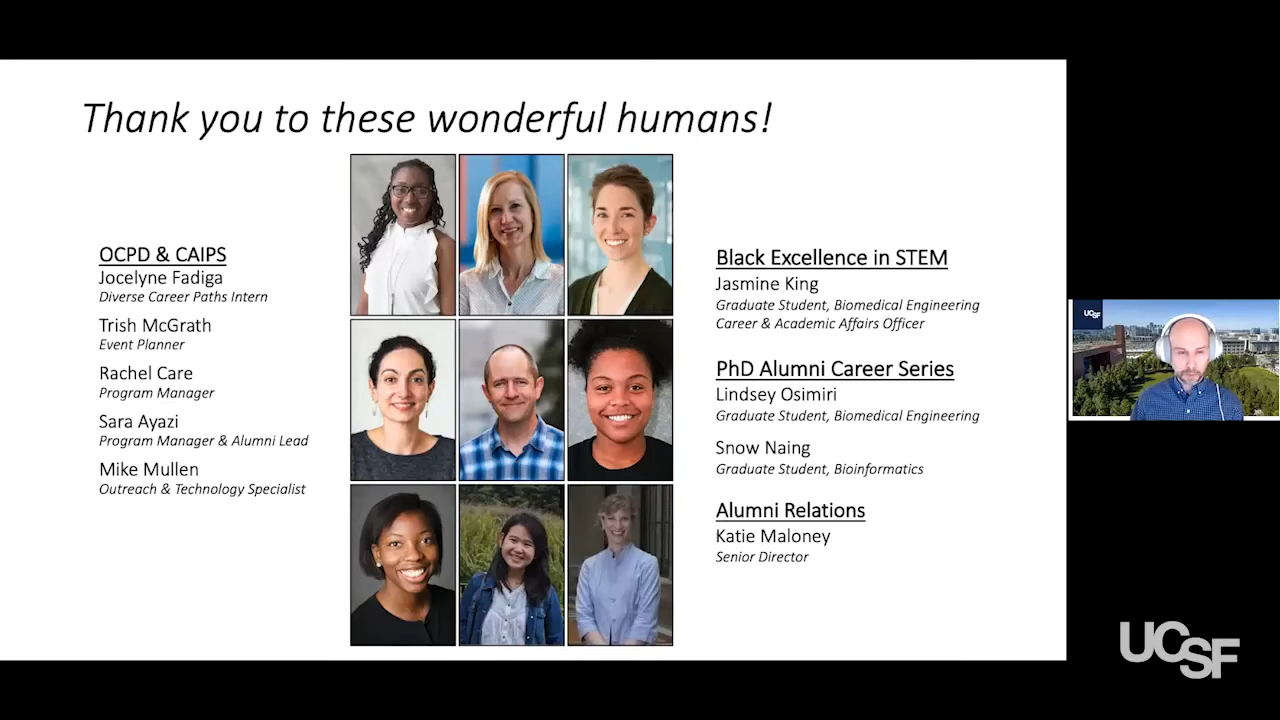 Thank you to these wonderful humans!
OCPD & CAIPS
Jocelyne Fadiga
Diverse Career Paths Intern
Trish McGrath
Event Planner
Rachel Care
Program Manager
Sara Ayazi
Program Manager & Alumni Lead
Mike Mullen
Outreach & Technology Specialist
Black Excellence in STEM
Jasmine King
Graduate Student, Biomedical Engineering
Career & Academic Affairs Officer
PhD Alumni Career Series
Lindsey Osimiri
Graduate Student, Biomedical Engineering
Snow Naing
Graduate Student, Bioinformatics
Alumni Relations
Katie Maloney
Senior Director
UCSF
UCSF